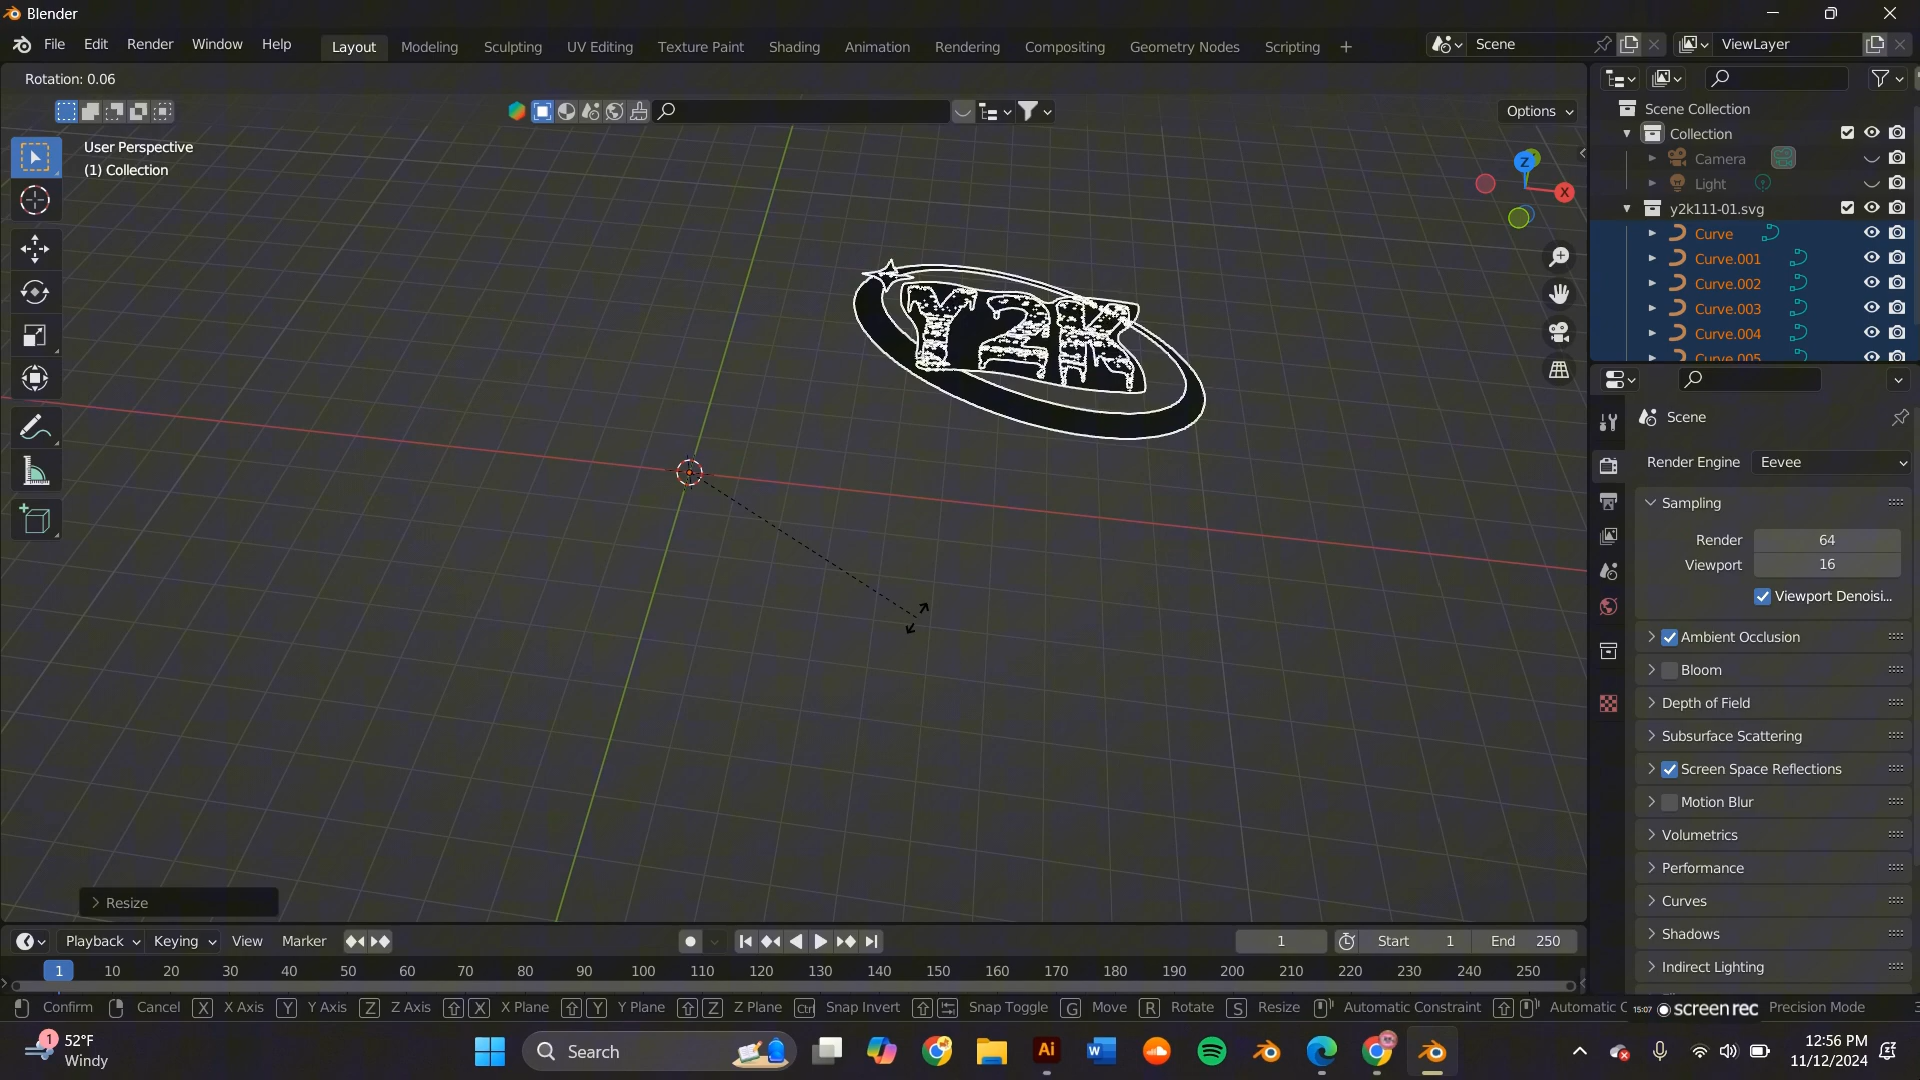 Blender
File Edit Render Window Help
Layout Modeling Sculpting UV Editing Texture Paint Shading Animation Rendering Compositing Geometry Nodes Scripting +
Scene
ViewLayer
Rotation: 0.06
Options
User Perspective
(1) Collection
Z
X
Y2K
Scene Collection
Collection
Camera
Light
y2k111-01.svg
Curve
Curve.001
Curve.002
Curve.003
Curve.004
Curve.005
Scene
Render Engine Eevee
Sampling
Render 64
Viewport 16
Viewport Denoisi...
Ambient Occlusion
Bloom
Depth of Field
Subsurface Scattering
Screen Space Reflections
Motion Blur
Volumetrics
Performance
Curves
Shadows
Indirect Lighting
Resize
Playback Keying View Marker
1 Start 1 End 250
1 10 20 30 40 50 60 70 80 90 100 110 120 130 140 150 160 170 180 190 200 210 220 230 240 250
Confirm Cancel X X Axis Y Y Axis Z Z Axis X X Plane Y Y Plane Z Z Plane Ctrl Snap Invert Snap Toggle G Move R Rotate S Resize Automatic Constraint Automatic C 15:07 screenrec Precision Mode
1
52°F
Windy
Search
Ai
W
12:56 PM
11/12/2024